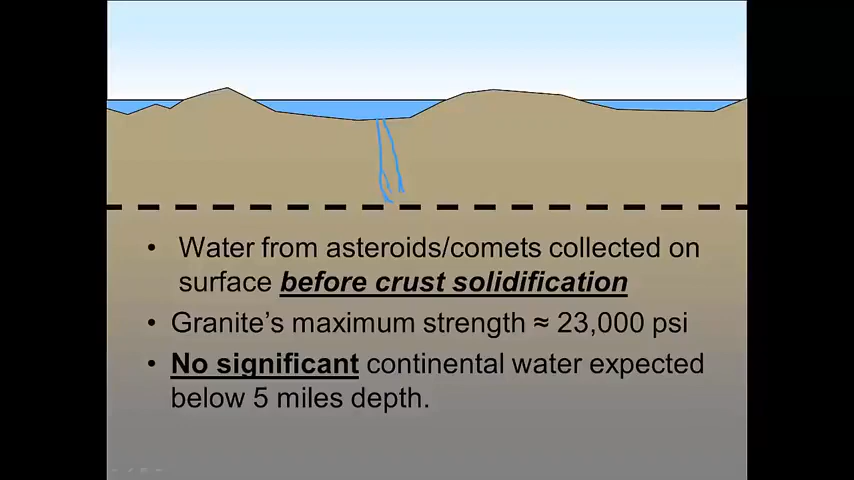 • Water from asteroids/comets collected on
surface before crust solidification
• Granite's maximum strength ≈ 23,000 psi
• No significant continental water expected
below 5 miles depth.